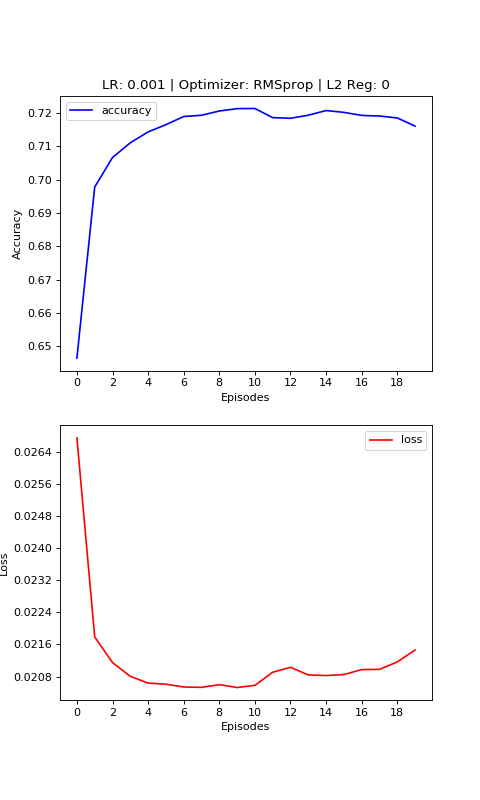 LR: 0.001 | Optimizer: RMSprop | L2 Reg: 0
accuracy
0.72
0.71
0.70
0.69
0.68
0.67
0.66
0.65
Accuracy
0 2 4 6 8 10 12 14 16 18
Episodes
loss
0.0264
0.0256
0.0248
0.0240
0.0232
0.0224
0.0216
0.0208
Loss
0 2 4 6 8 10 12 14 16 18
Episodes